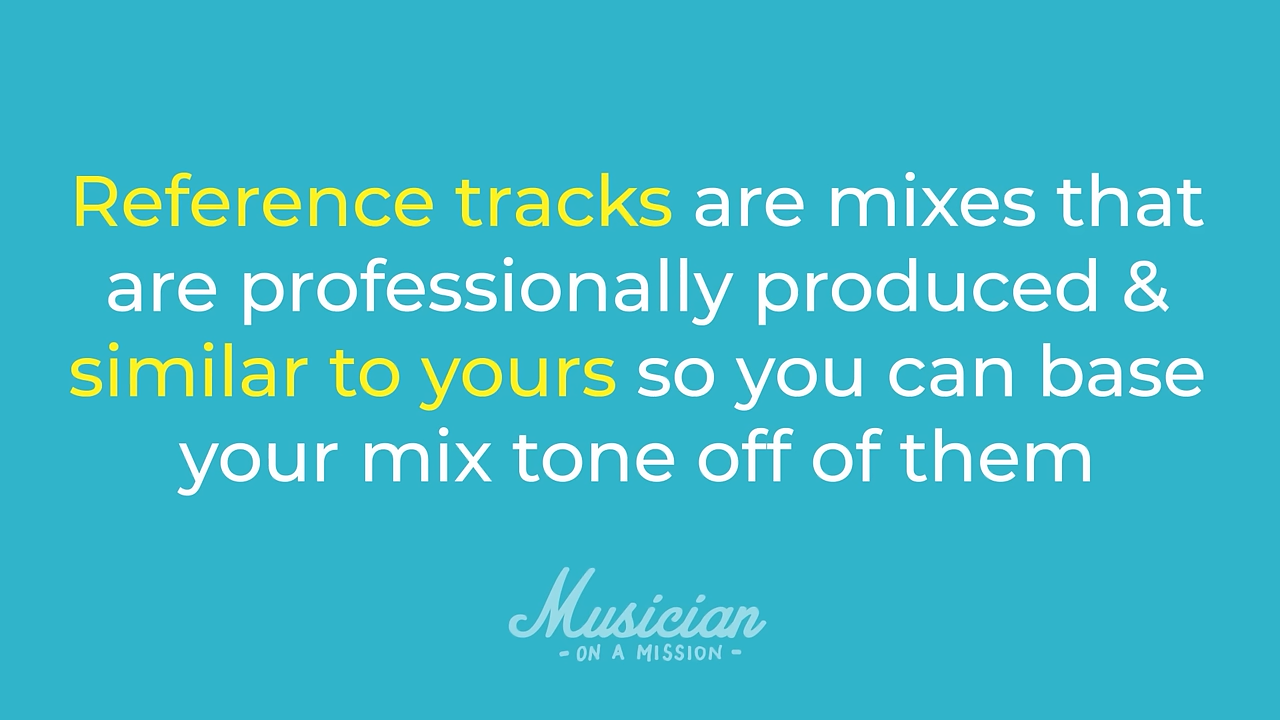 Reference tracks are mixes that
are professionally produced &
similar to yours so you can base
your mix tone off of them
Musician
- ON A MISSION -